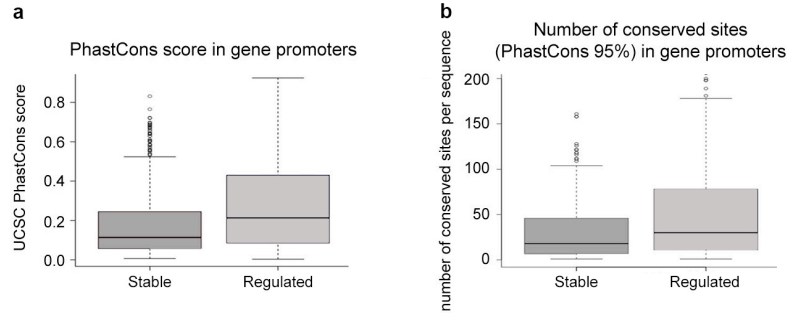 a
PhastCons score in gene promoters
UCSC PhastCons score
0.8
0.6
0.4
0.2
0.0
Stable
Regulated
b
Number of conserved sites
(PhastCons 95%) in gene promoters
number of conserved sites per sequence
200
150
100
50
0
Stable
Regulated